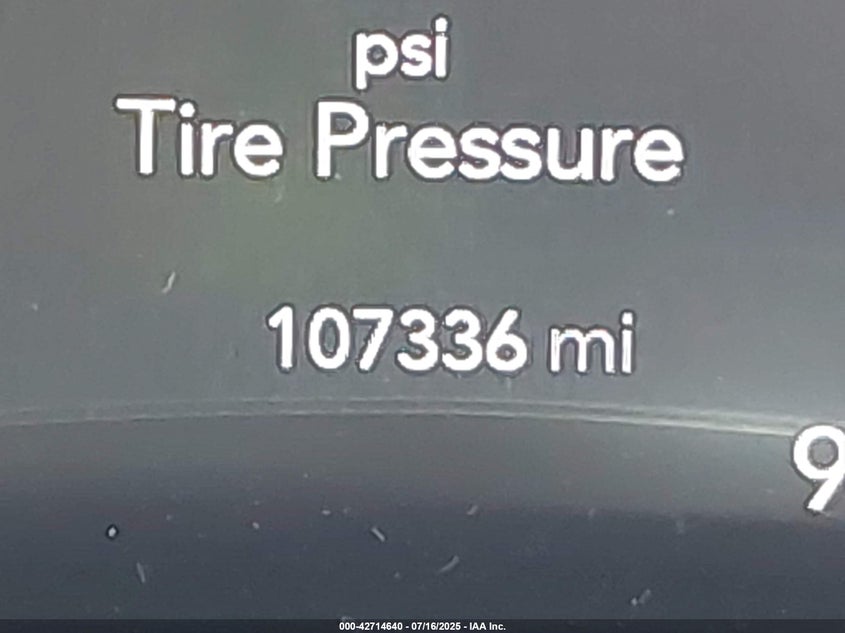 psi
Tire Pressure
107336 mi
9
000-42714640 - 07/16/2025 - IAA Inc.